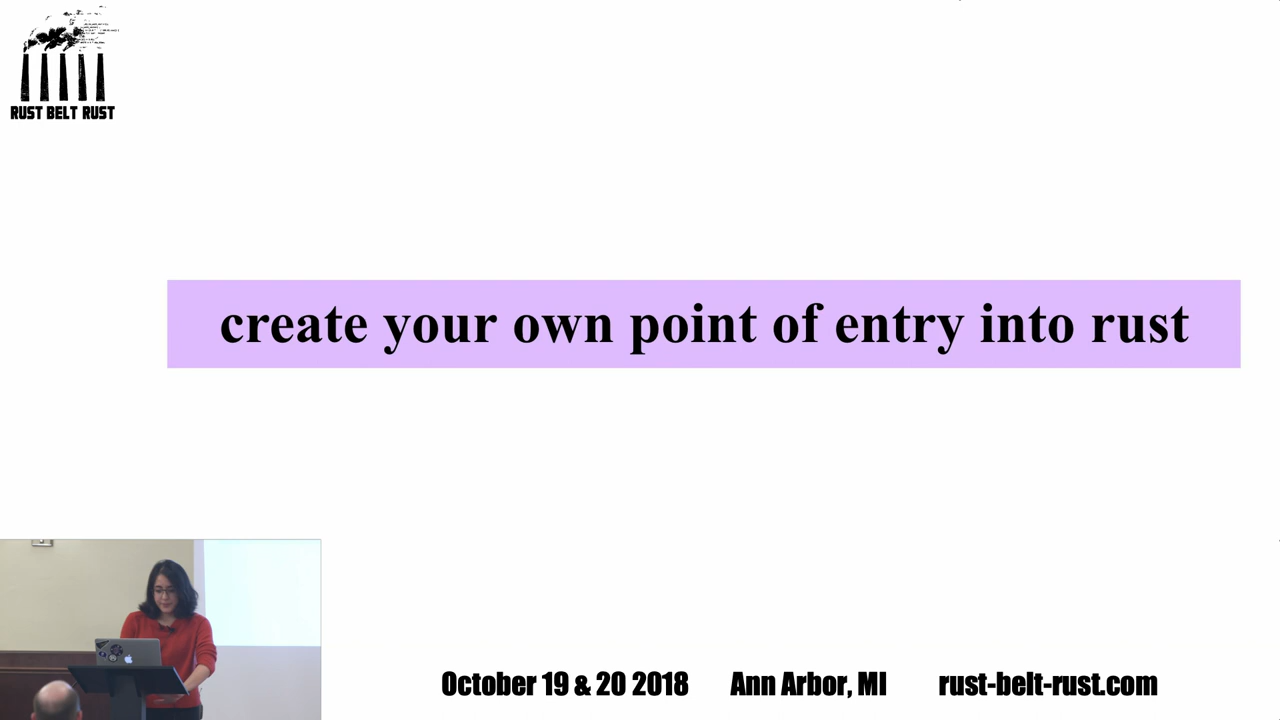 RUST BELT RUST
create your own point of entry into rust
October 19 & 20 2018 Ann Arbor, MI rust-belt-rust.com